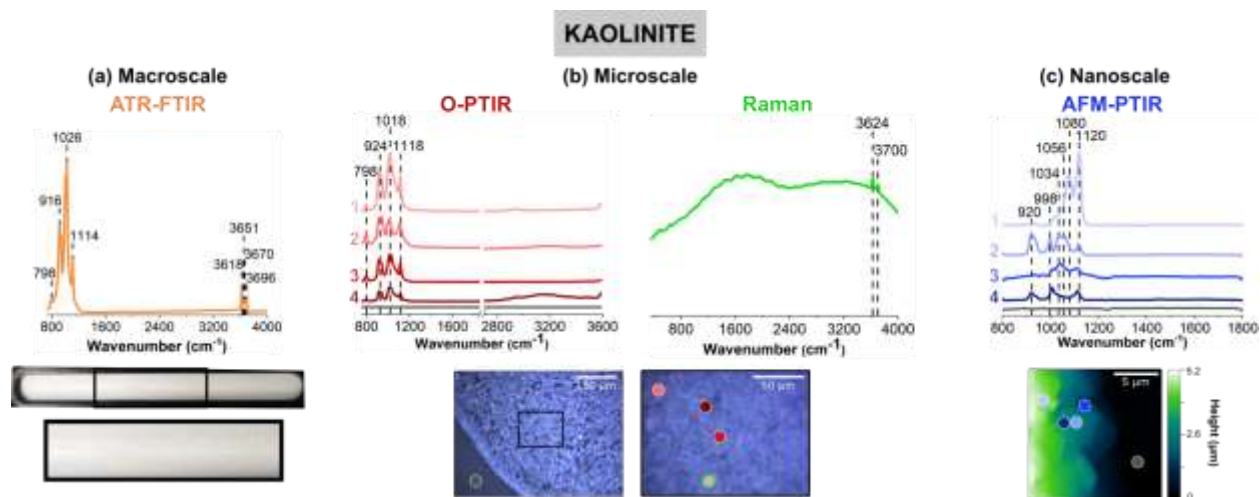 KAOLINITE
(a) Macroscale
(b) Microscale
(c) Nanoscale
ATR-FTIR
O-PTIR
Raman
AFM-PTIR
1026
916
1114
798
3651
3670
3618
3696
800 1600 2400 3200 4000
Wavenumber (cm⁻¹)
1018
924
1118
798
1
2
3
4
800 1200 2800 3200 3600
Wavenumber (cm⁻¹)
3624
3700
800 1600 2400 3200 4000
Wavenumber (cm⁻¹)
1080
1120
1056
1034
998
920
1
2
3
4
800 1000 1200 1400 1600 1800
Wavenumber (cm⁻¹)
50 µm
5 µm
5.2
2.6
0
Height (µm)